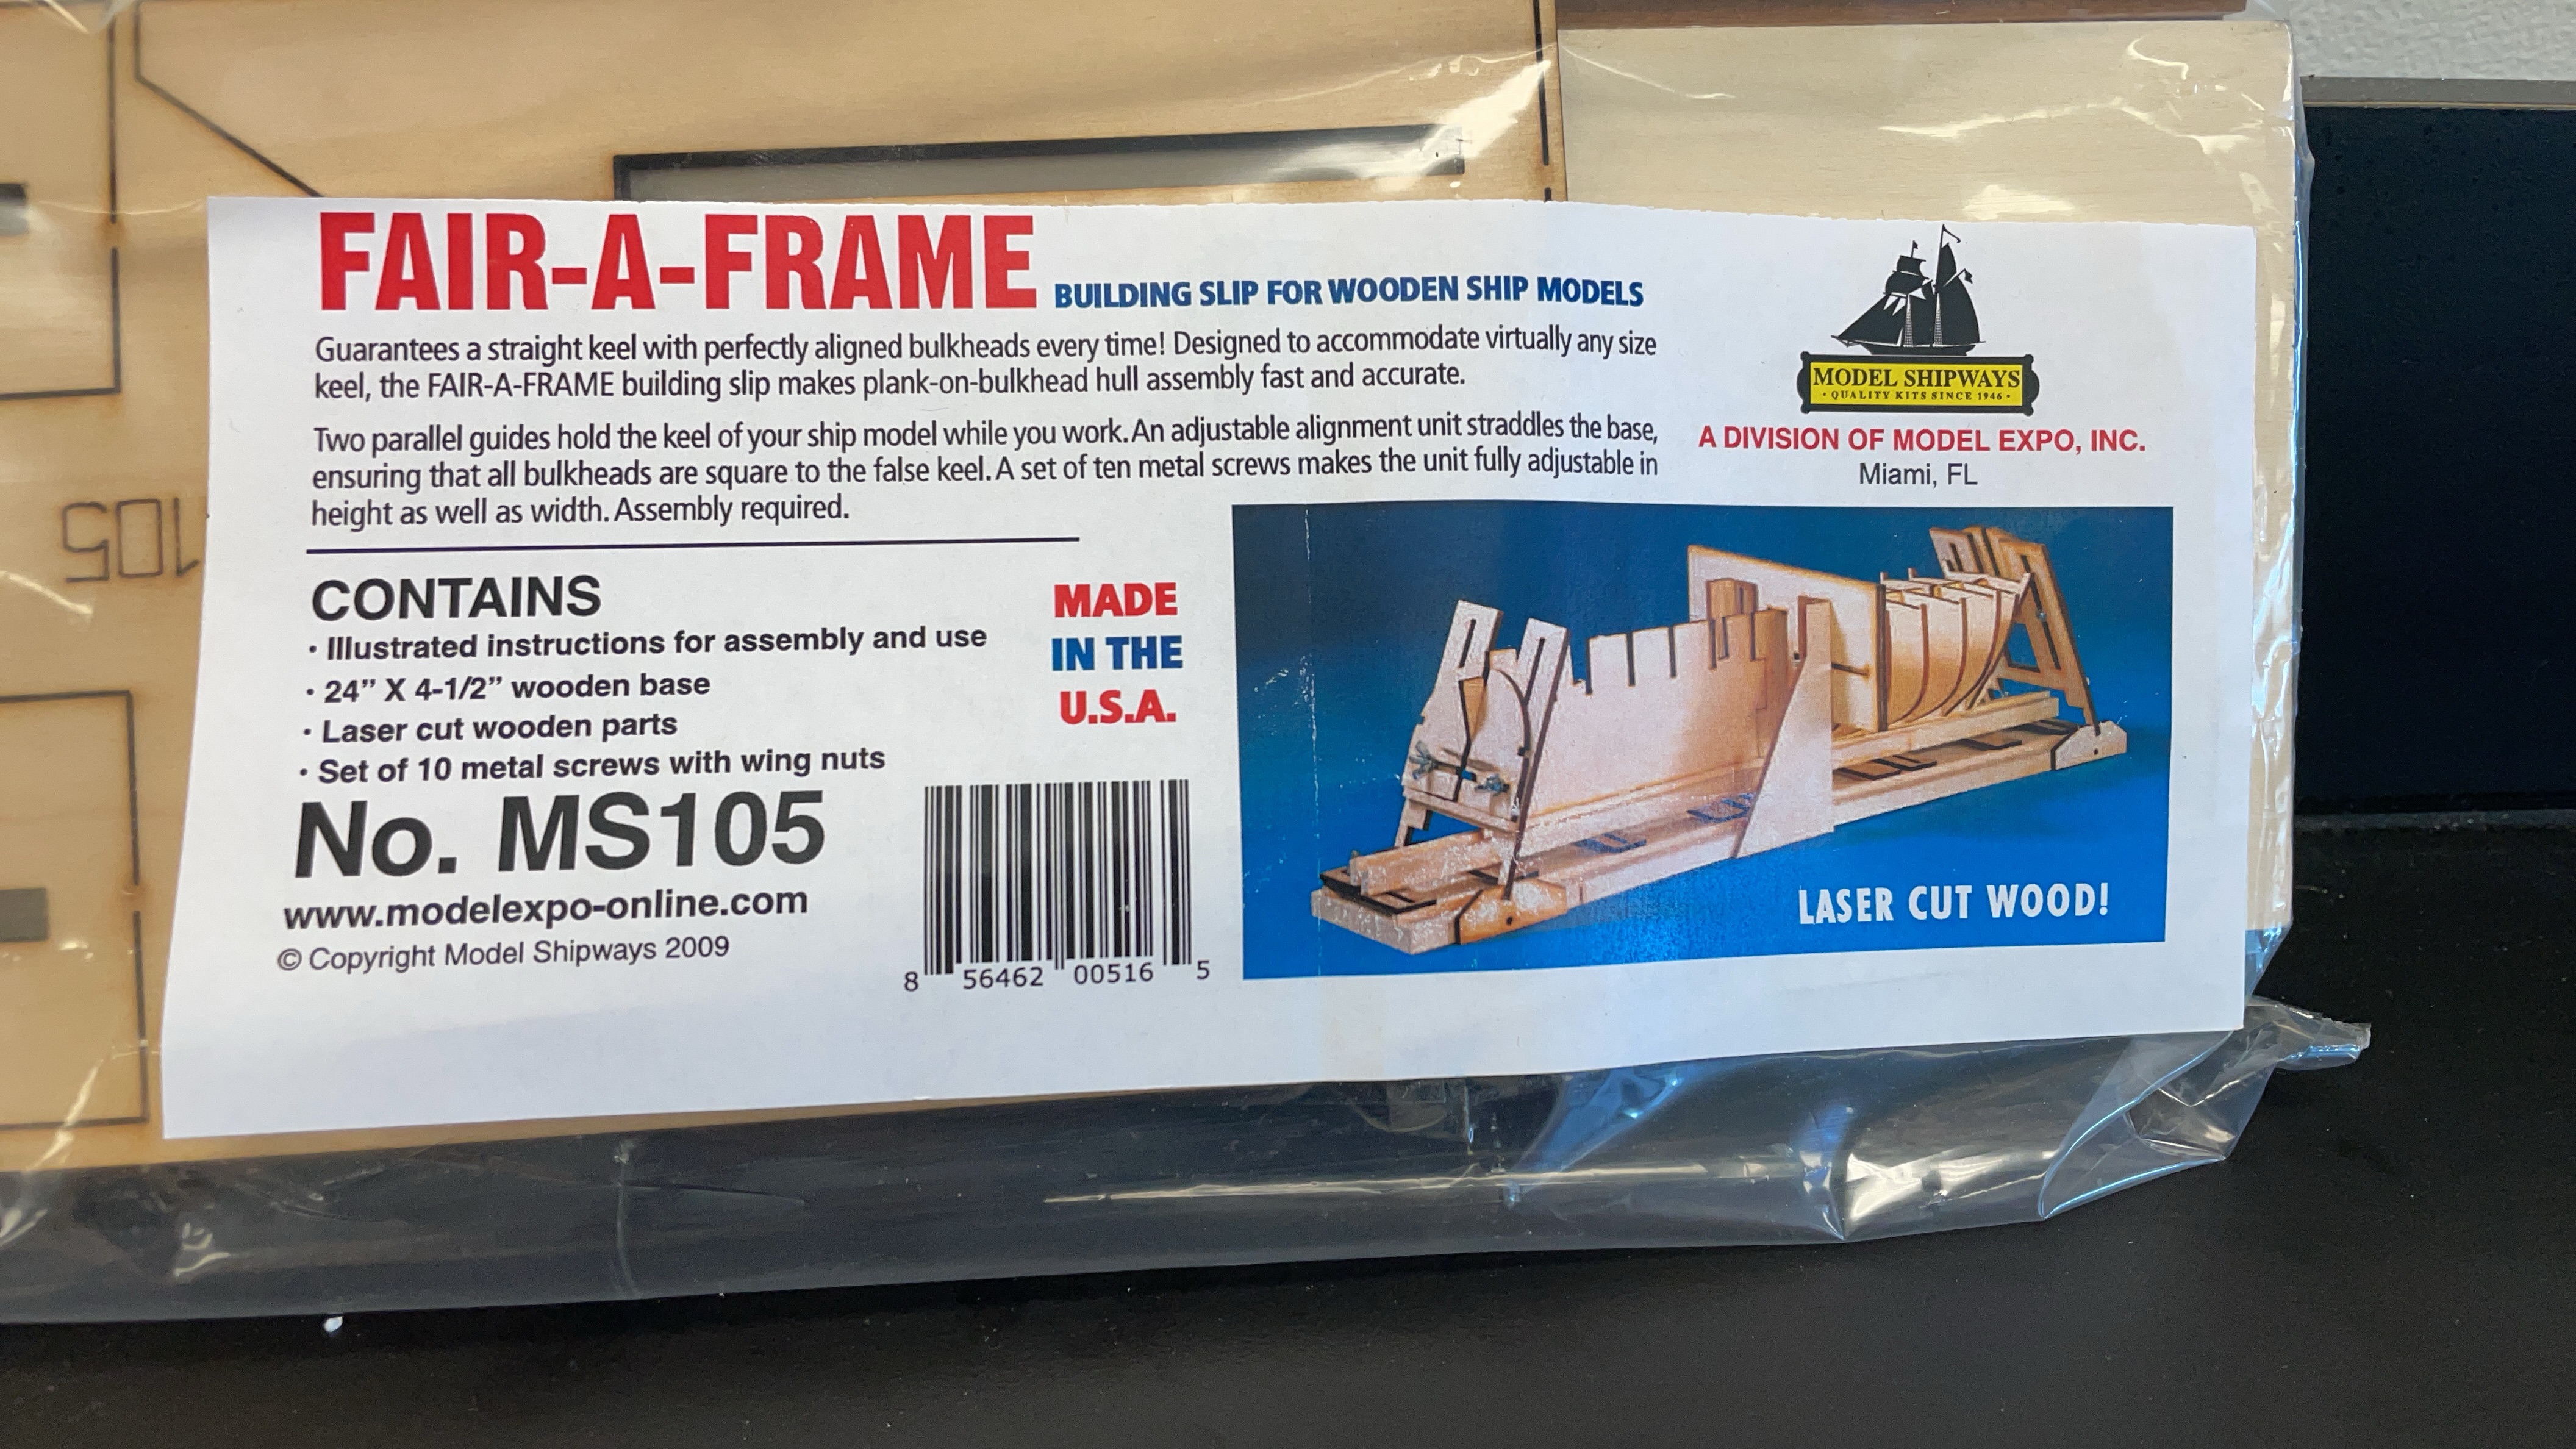 FAIR-A-FRAME
BUILDING SLIP FOR WOODEN SHIP MODELS
Guarantees a straight keel with perfectly aligned bulkheads every time! Designed to accommodate virtually any size
keel, the FAIR-A-FRAME building slip makes plank-on-bulkhead hull assembly fast and accurate.
Two parallel guides hold the keel of your ship model while you work. An adjustable alignment unit straddles the base,
ensuring that all bulkheads are square to the false keel. A set of ten metal screws makes the unit fully adjustable in
height as well as width. Assembly required.
MODEL SHIPWAYS
• QUALITY KITS SINCE 1946 •
A DIVISION OF MODEL EXPO, INC.
Miami, FL
CONTAINS
• Illustrated instructions for assembly and use
• 24" X 4-1/2" wooden base
• Laser cut wooden parts
• Set of 10 metal screws with wing nuts
MADE
IN THE
U.S.A.
No. MS105
www.modelexpo-online.com
© Copyright Model Shipways 2009
8 56462 00516 5
LASER CUT WOOD!
105